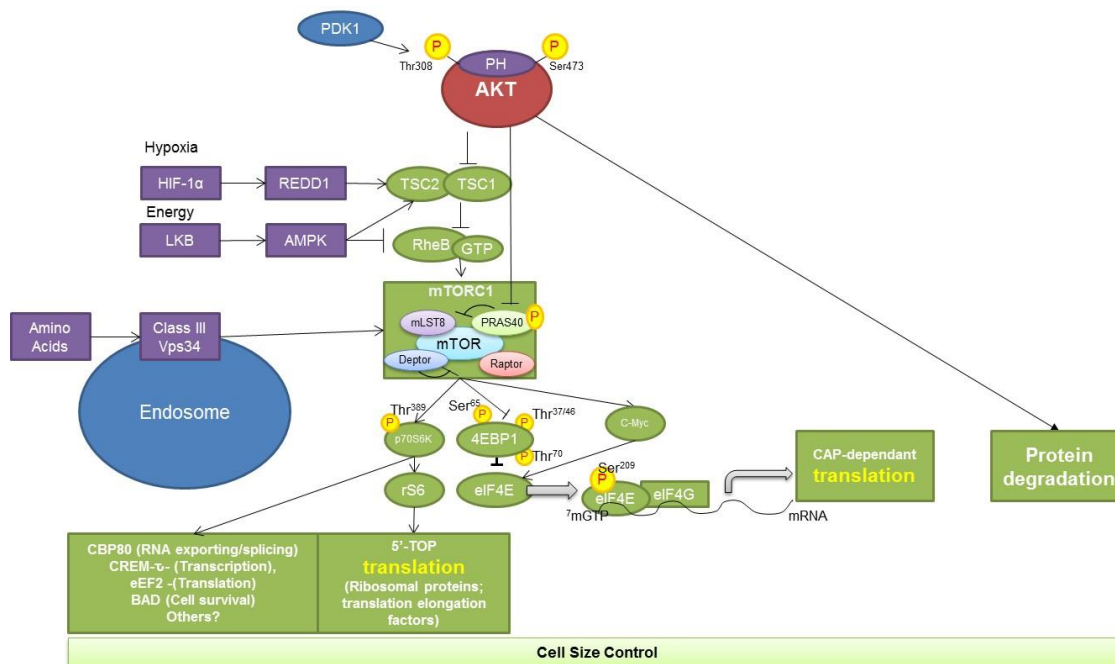 PDK1
P
P
Thr308
PH
Ser473
AKT
Hypoxia
HIF-1α
REDD1
TSC2
TSC1
Energy
LKB
AMPK
RheB
GTP
mTORC1
mLST8
PRAS40
P
mTOR
Deptor
Raptor
Amino
Acids
Class III
Vps34
Endosome
Thr389
P
p70S6K
Ser65
P
4EBP1
P
Thr37/46
P
Thr70
C-Myc
rS6
eIF4E
Ser209
P
eIF4E
eIF4G
7mGTP
mRNA
CAP-dependant
translation
Protein
degradation
CBP80 (RNA exporting/splicing)
CREM-τ- (Transcription),
eEF2 -(Translation)
BAD (Cell survival)
Others?
5’-TOP
translation
(Ribosomal proteins;
translation elongation
factors)
Cell Size Control